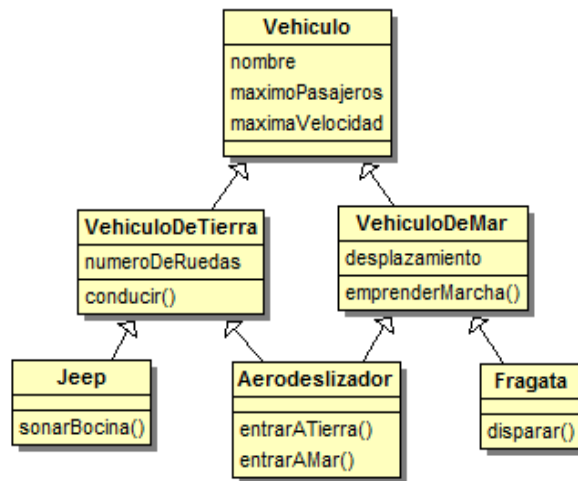 Vehiculo
nombre
maximoPasajeros
maximaVelocidad
VehiculoDeTierra
numeroDeRuedas
conducir()
VehiculoDeMar
desplazamiento
emprenderMarcha()
Jeep
sonarBocina()
Aerodeslizador
entrarATierra()
entrarAMar()
Fragata
disparar()